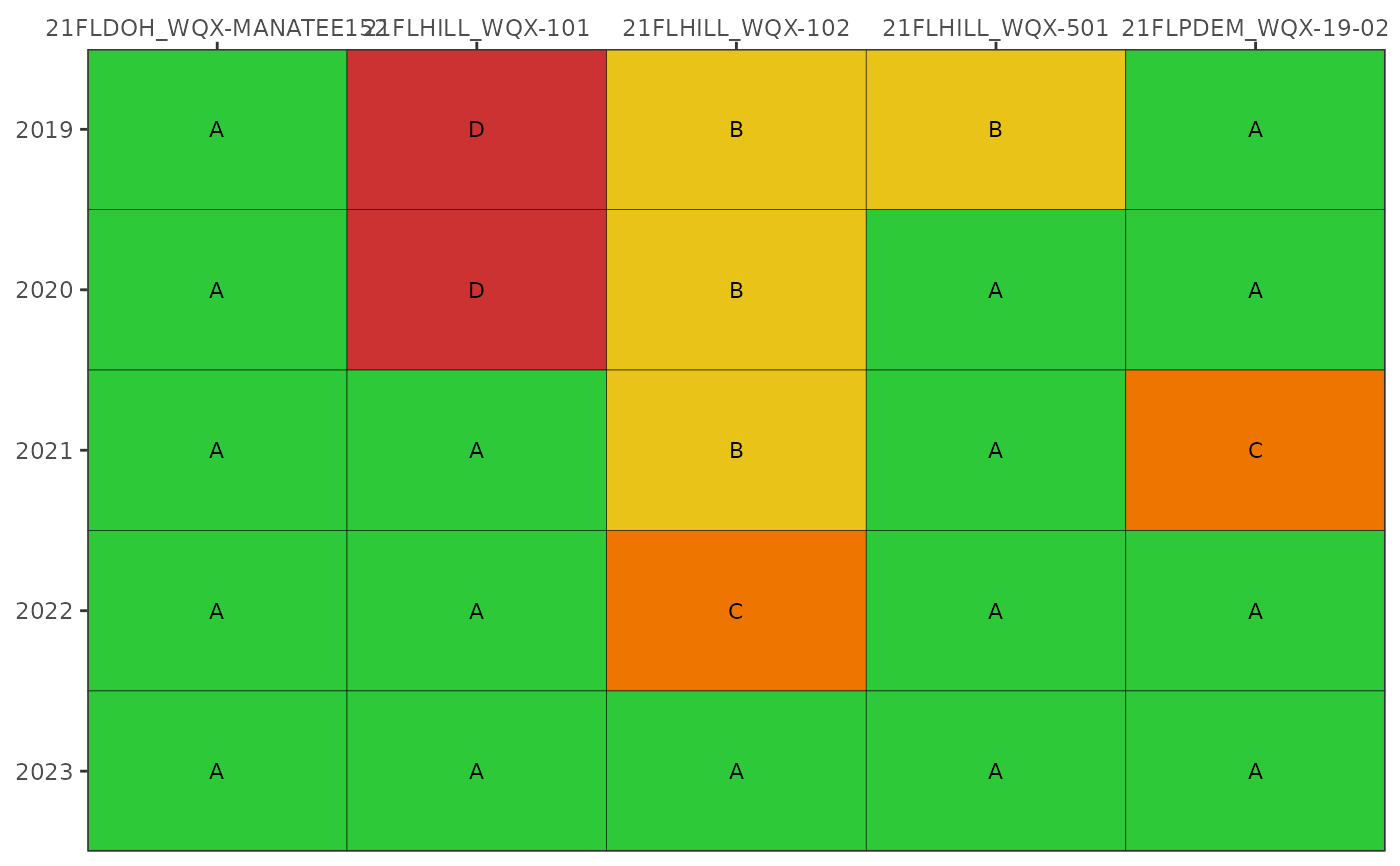 21FLDOH_WQX-MANATEE152 21FLHILL_WQX-101 21FLHILL_WQX-102 21FLHILL_WQX-501 21FLPDEM_WQX-19-02
2019 A D B B A
2020 A D B A A
2021 A A B A C
2022 A A C A A
2023 A A A A A